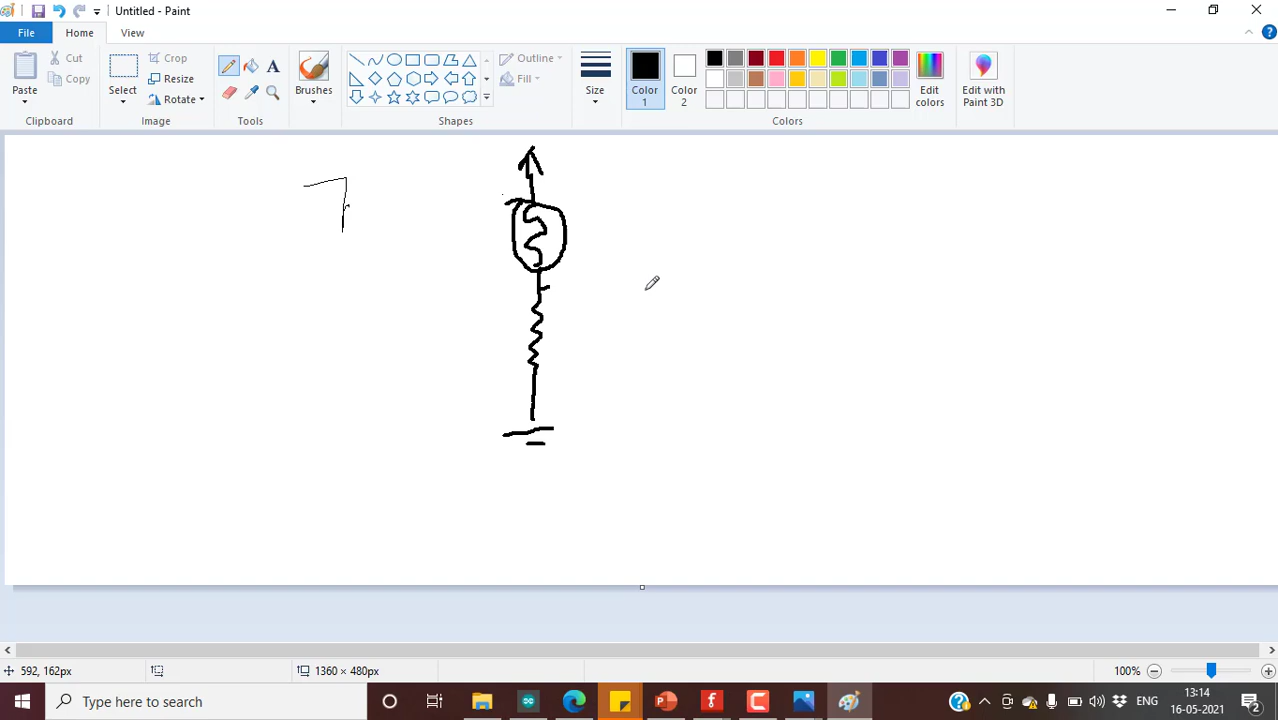 Untitled - Paint
File
Home
View
Paste
Cut
Copy
Clipboard
Select
Crop
Resize
Rotate
Image
A
Tools
Brushes
Outline
Fill
Shapes
Size
Color 1
Color 2
Colors
Edit colors
Edit with Paint 3D
?
7
592, 162px
1360 × 480px
100%
Type here to search
P
f
C
?
ENG
13:14
16-05-2021
2